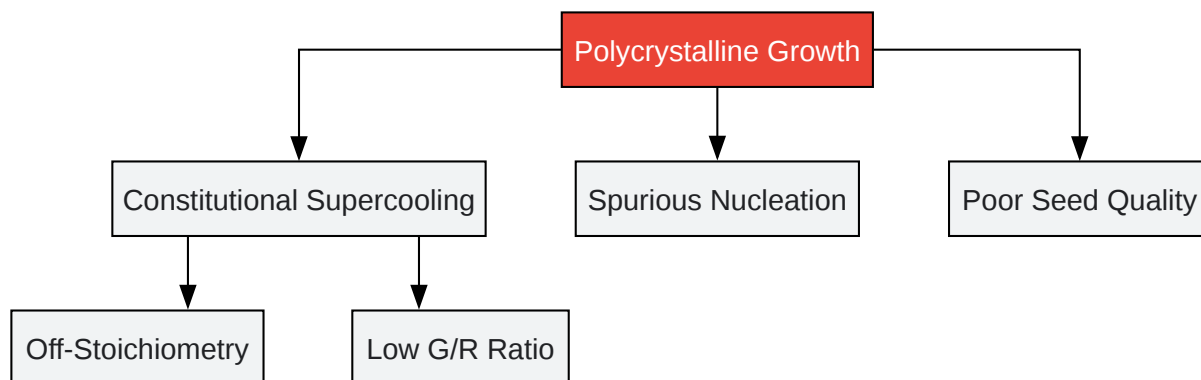 Polycrystalline Growth
Constitutional Supercooling
Spurious Nucleation
Poor Seed Quality
Off-Stoichiometry
Low G/R Ratio